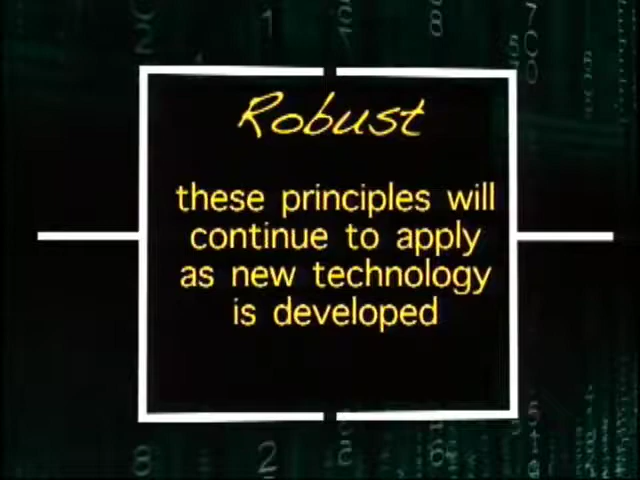 Robust
these principles will
continue to apply
as new technology
is developed